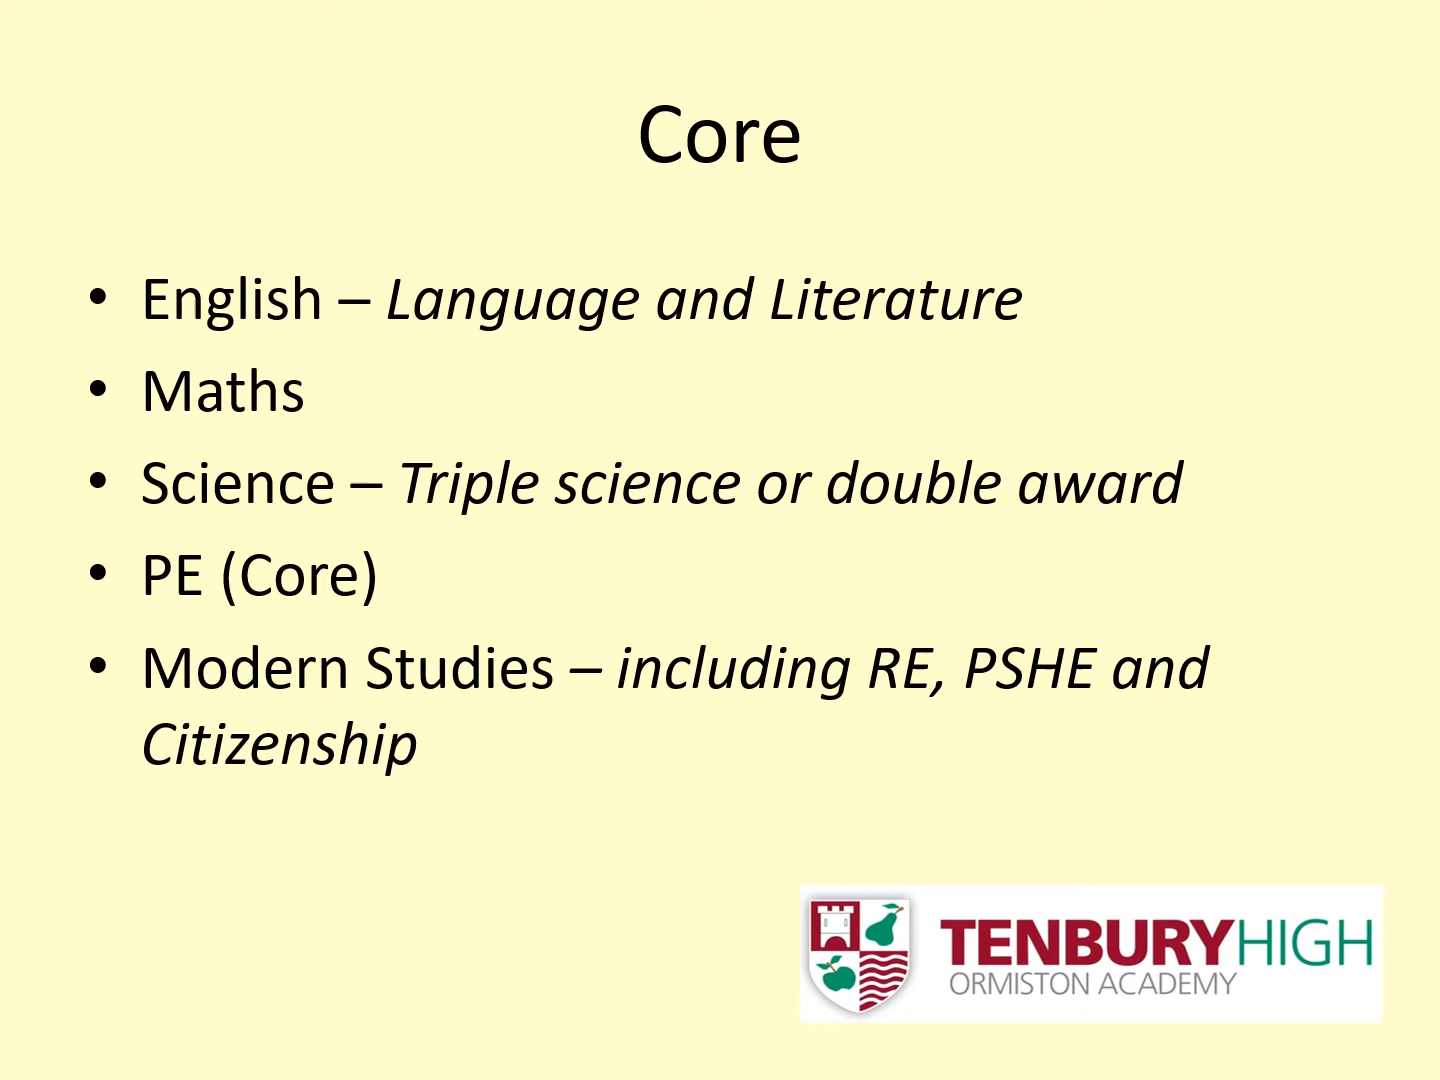 Core
• English – Language and Literature
• Maths
• Science – Triple science or double award
• PE (Core)
• Modern Studies – including RE, PSHE and
Citizenship
TENBURYHIGH
ORMISTON ACADEMY